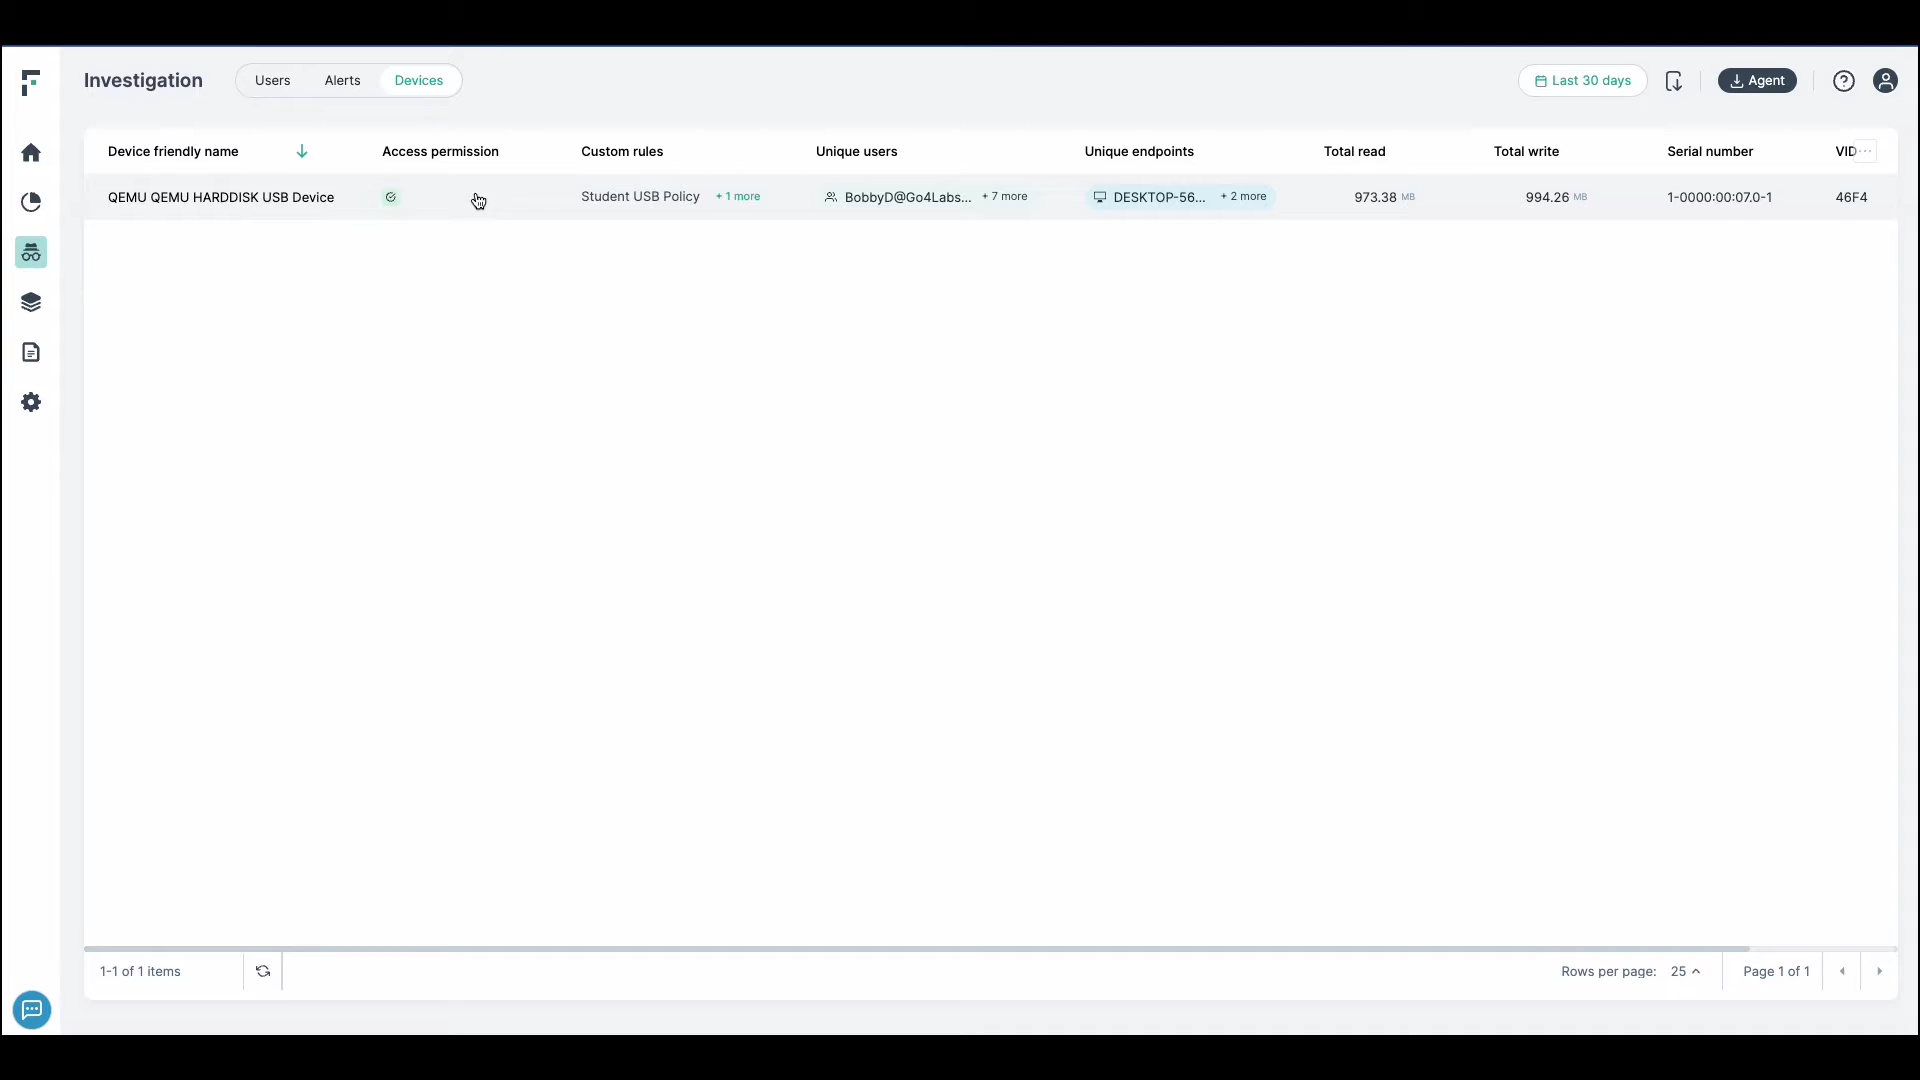 Investigation Users Alerts Devices Last 30 days Agent
Device friendly name Access permission Custom rules Unique users Unique endpoints Total read Total write Serial number VID
QEMU QEMU HARDDISK USB Device Student USB Policy + 1 more BobbyD@Go4Labs... + 7 more DESKTOP-56... + 2 more 973.38 MB 994.26 MB 1-0000:00:07.0-1 46F4
1-1 of 1 items Rows per page: 25 Page 1 of 1